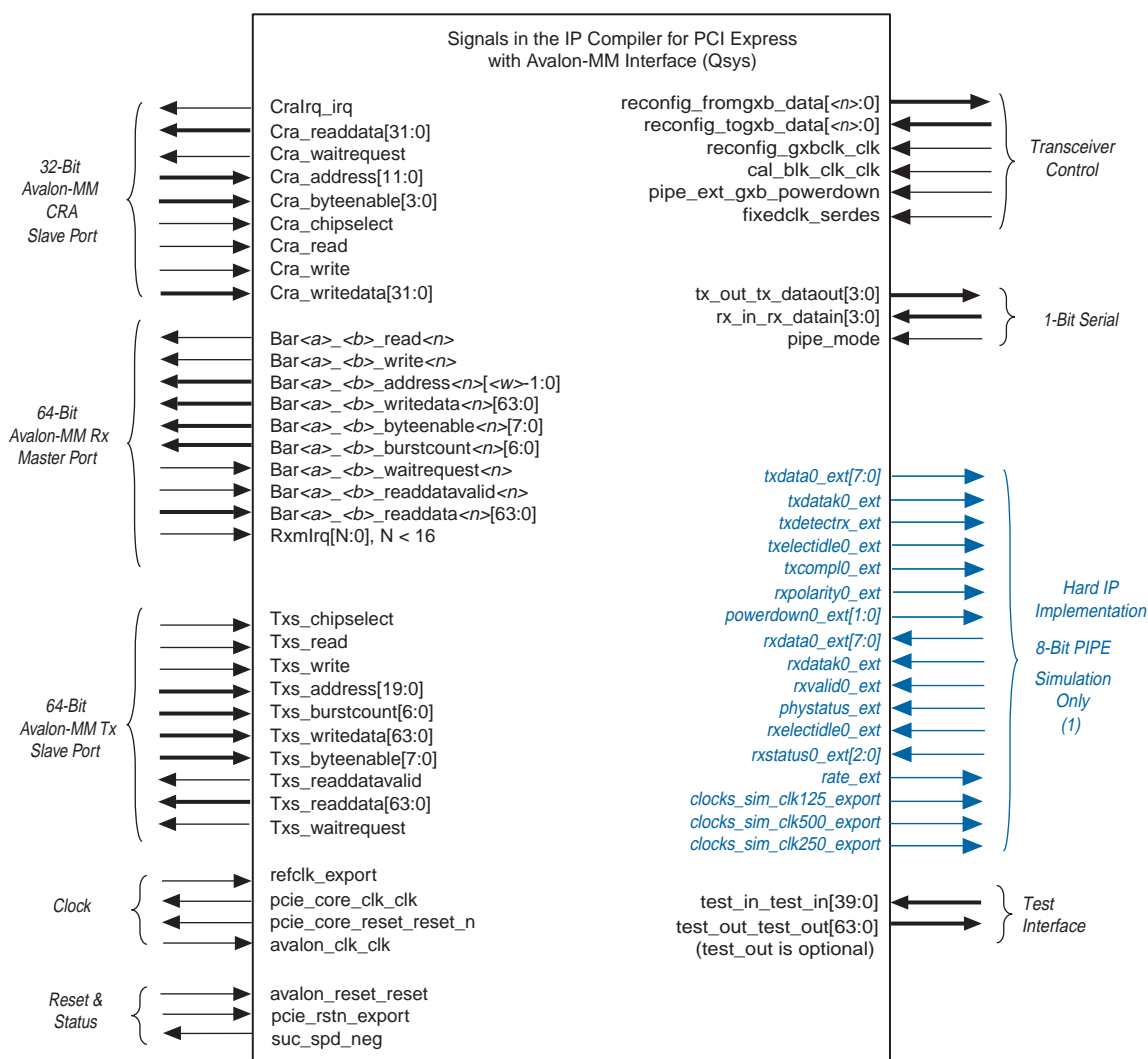 Signals in the IP Compiler for PCI Express
with Avalon-MM Interface (Qsys)
32-Bit
Avalon-MM
CRA
Slave Port
CraIrq_irq
Cra_readdata[31:0]
Cra_waitrequest
Cra_address[11:0]
Cra_byteenable[3:0]
Cra_chipselect
Cra_read
Cra_write
Cra_writedata[31:0]
64-Bit
Avalon-MM Rx
Master Port
Bar<a>_<b>_read<n>
Bar<a>_<b>_write<n>
Bar<a>_<b>_address<n>[<w>-1:0]
Bar<a>_<b>_writedata<n>[63:0]
Bar<a>_<b>_byteenable<n>[7:0]
Bar<a>_<b>_burstcount<n>[6:0]
Bar<a>_<b>_waitrequest<n>
Bar<a>_<b>_readdatavalid<n>
Bar<a>_<b>_readdata<n>[63:0]
RxmIrq[N:0], N < 16
64-Bit
Avalon-MM Tx
Slave Port
Txs_chipselect
Txs_read
Txs_write
Txs_address[19:0]
Txs_burstcount[6:0]
Txs_writedata[63:0]
Txs_byteenable[7:0]
Txs_readdatavalid
Txs_readdata[63:0]
Txs_waitrequest
Clock
refclk_export
pcie_core_clk_clk
pcie_core_reset_reset_n
avalon_clk_clk
Reset &
Status
avalon_reset_reset
pcie_rstn_export
suc_spd_neg
reconfig_fromgxb_data[<n>:0]
reconfig_togxb_data[<n>:0]
reconfig_gxbclk_clk
cal_blk_clk_clk
pipe_ext_gxb_powerdown
fixedclk_serdes
Transceiver
Control
tx_out_tx_dataout[3:0]
rx_in_rx_datain[3:0]
pipe_mode
1-Bit Serial
txdata0_ext[7:0]
txdatak0_ext
txdetectrx_ext
txelectidle0_ext
txcompl0_ext
rxpolarity0_ext
powerdown0_ext[1:0]
rxdata0_ext[7:0]
rxdatak0_ext
rxvalid0_ext
phystatus_ext
rxelectidle0_ext
rxstatus0_ext[2:0]
rate_ext
clocks_sim_clk125_export
clocks_sim_clk500_export
clocks_sim_clk250_export
Hard IP
Implementation
8-Bit PIPE
Simulation
Only
(1)
test_in_test_in[39:0]
test_out_test_out[63:0]
(test_out is optional)
Test
Interface